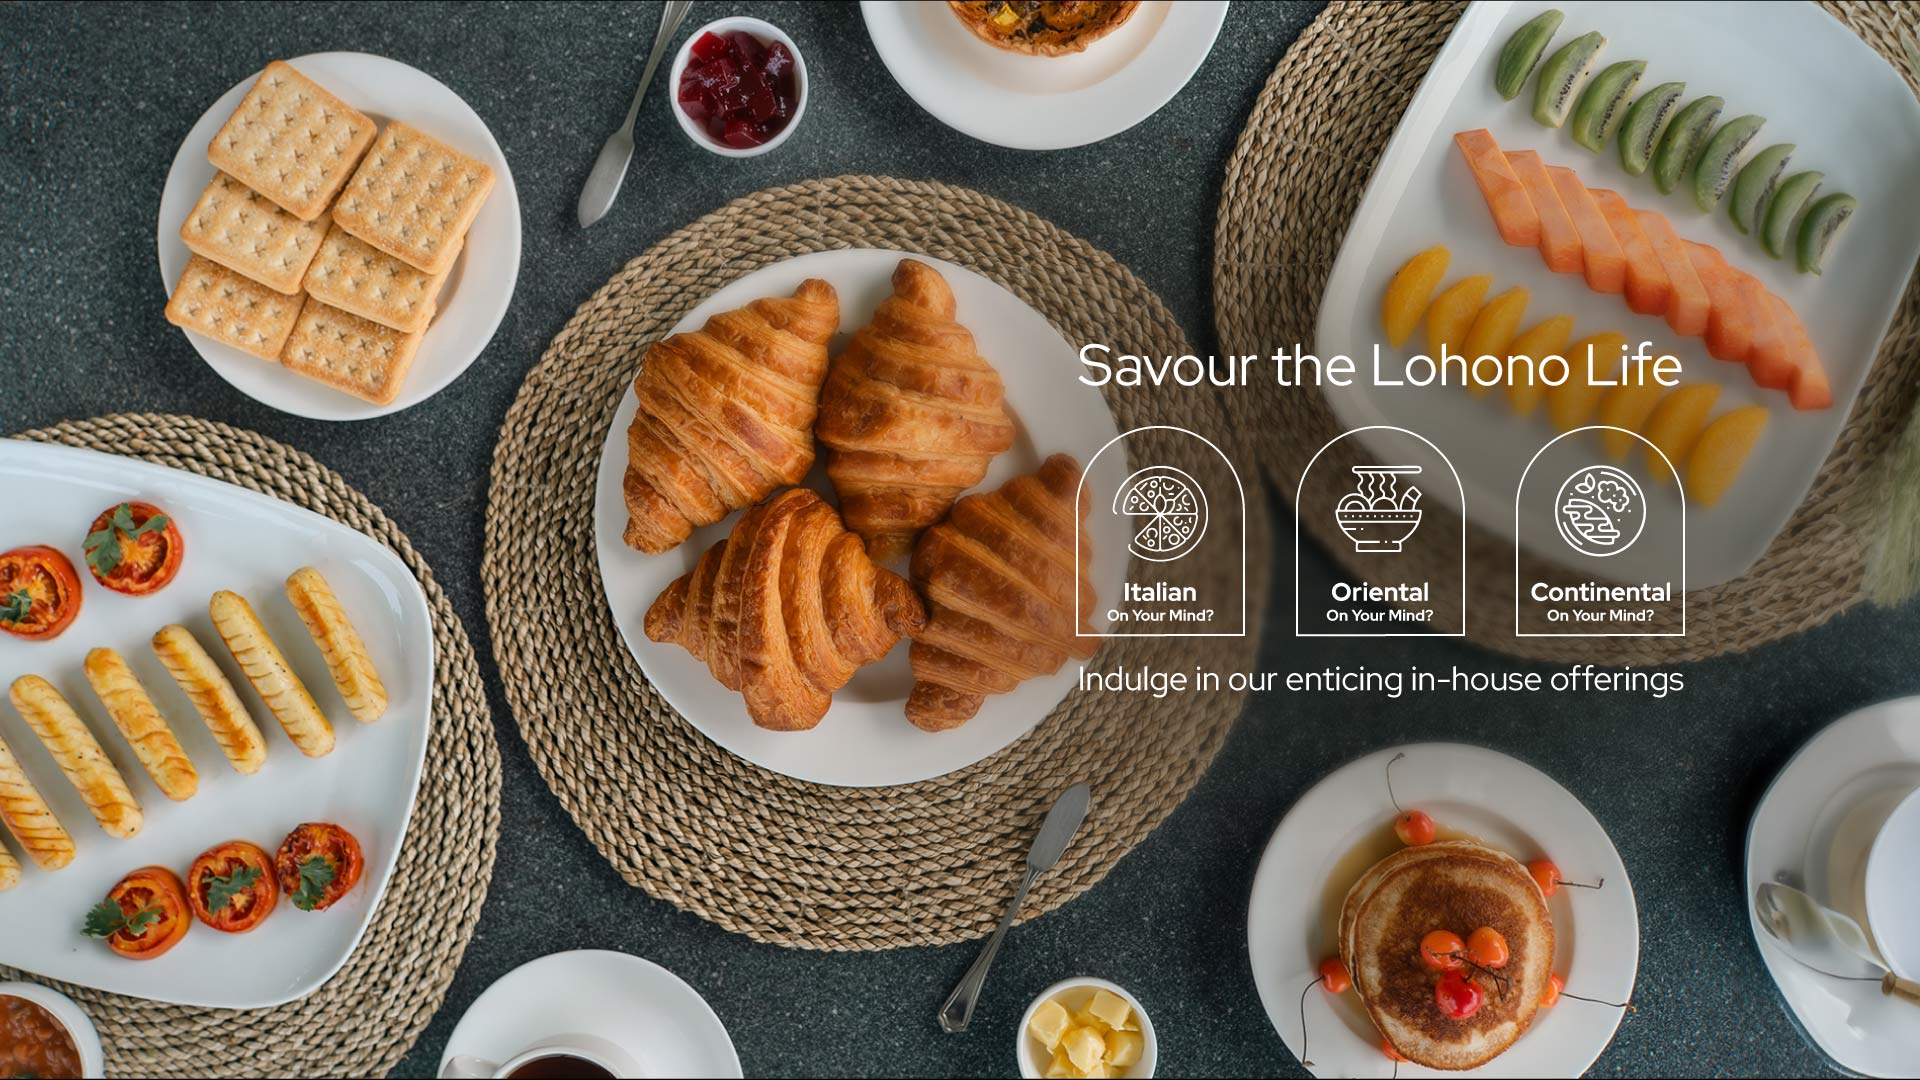 Savour the Lohono Life
Italian
On Your Mind?
Oriental
On Your Mind?
Continental
On Your Mind?
Indulge in our enticing in-house offerings